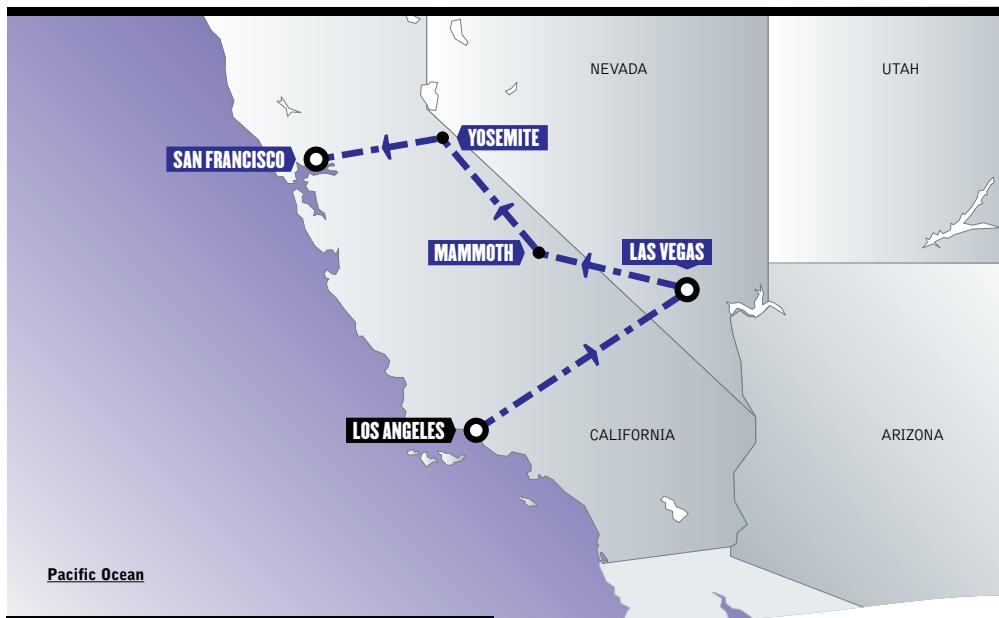 NEVADA
UTAH
YOSEMITE
SAN FRANCISCO
MAMMOTH
LAS VEGAS
LOS ANGELES
CALIFORNIA
ARIZONA
Pacific Ocean